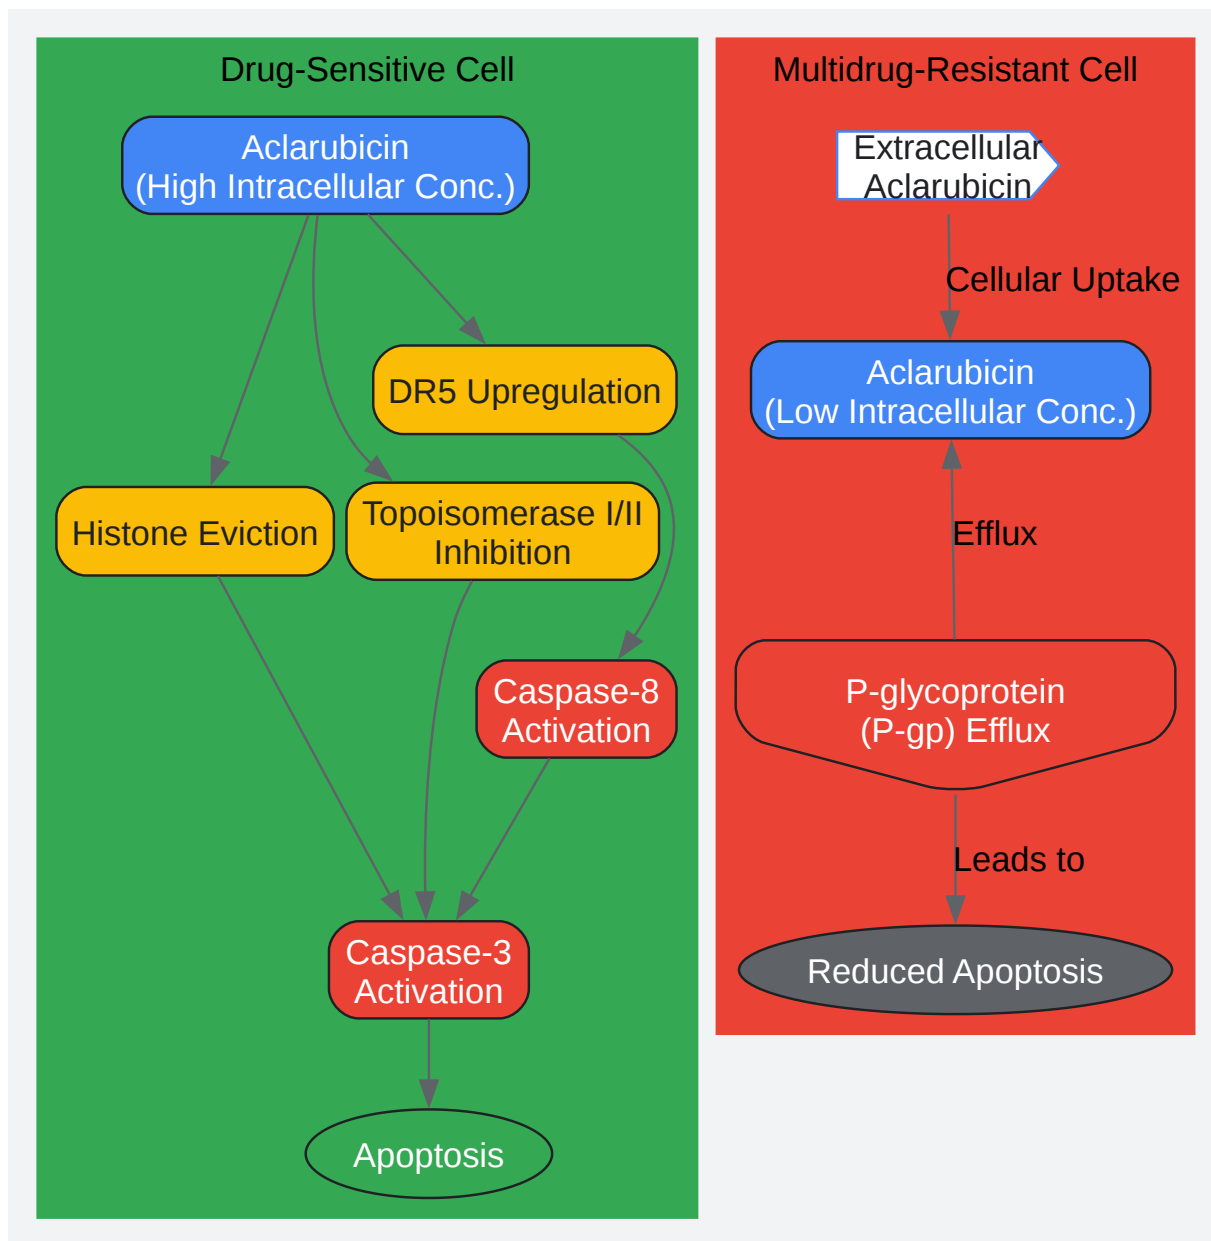 Drug-Sensitive Cell
Aclarubicin
(High Intracellular Conc.)
DR5 Upregulation
Histone Eviction
Topoisomerase I/II
Inhibition
Caspase-8
Activation
Caspase-3
Activation
Apoptosis
Multidrug-Resistant Cell
Extracellular
Aclarubicin
Cellular Uptake
Aclarubicin
(Low Intracellular Conc.)
Efflux
P-glycoprotein
(P-gp) Efflux
Leads to
Reduced Apoptosis